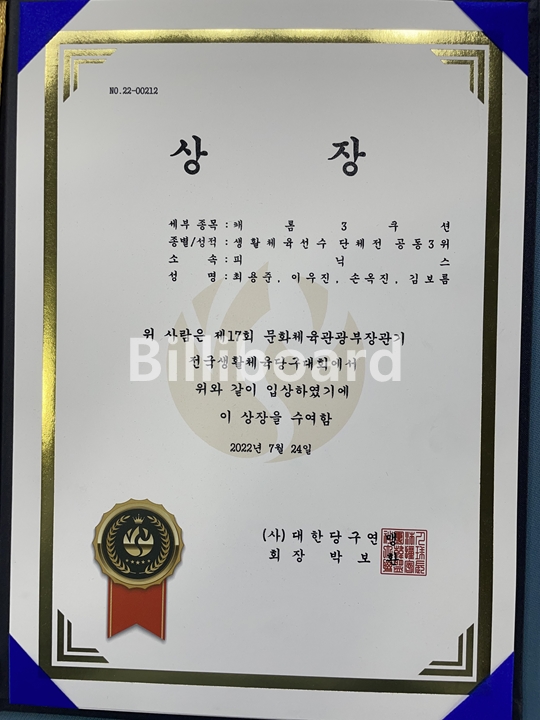 NO.22-00212
상 장
세부 종목 : 캐 롬 3 쿠 션
종별/성적 : 생활체육선수 단체전 공동3위
소 속 : 피 닉 스
성 명 : 최용준, 이우진, 손옥진, 김보름
위 사람은 제17회 문화체육관광부장관기
Billboard
전국생활체육당구대회에서
위와 같이 입상하였기에
이 상장을 수여함
2022년 7월 24일
(사) 대한당구연맹
회 장 박 보 환